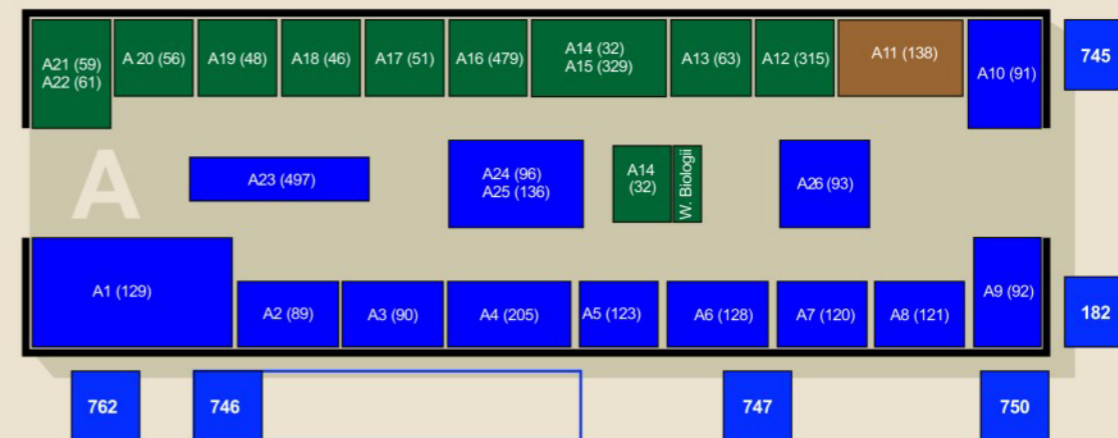 A21 (59)
A22 (61)
A 20 (56)
A19 (48)
A18 (46)
A17 (51)
A16 (479)
A14 (32)
A15 (329)
A13 (63)
A12 (315)
A11 (138)
A10 (91)
745
A
A23 (497)
A24 (96)
A25 (136)
A14
(32)
W. Biologii
A26 (93)
A1 (129)
A2 (89)
A3 (90)
A4 (205)
A5 (123)
A6 (128)
A7 (120)
A8 (121)
A9 (92)
182
762
746
747
750